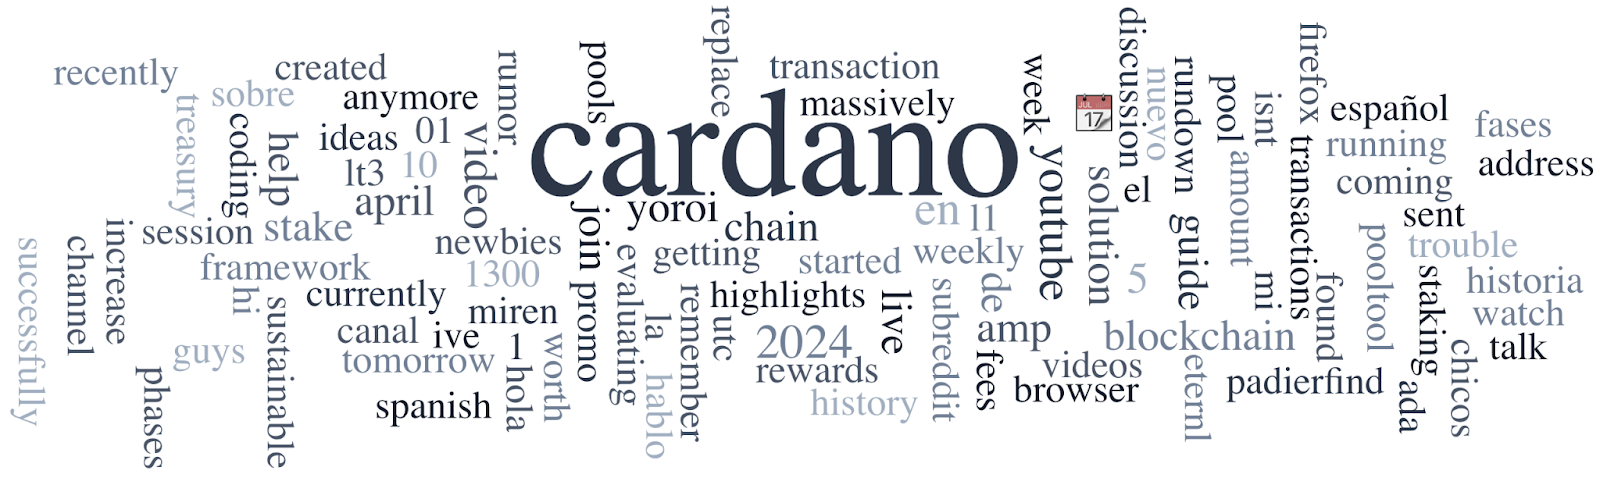 recently
created
sobre
anymore
treasury
coding
help
ideas
01
lt3
10
april
video
rumor
pools
replace
transaction
massively
cardano
week
JUL
17
discussion
nuevo
rundown
pool
isnt
firefox
español
fases
running
address
coming
transactions
amount
sent
el
solution
youtube
guide
join
yoroi
chain
en
l1
session
stake
newbies
getting
started
weekly
trouble
framework
1300
evaluating
de
5
mi
found
pooltool
staking
historia
watch
successfully
channel
increase
hi
sustainable
currently
miren
promo
la
remember
highlights
utc
live
subreddit
canal
ive
1
2024
amp
blockchain
talk
guys
tomorrow
worth
rewards
fees
videos
eternl
chicos
phases
spanish
hola
hablo
history
browser
padierfind
ada